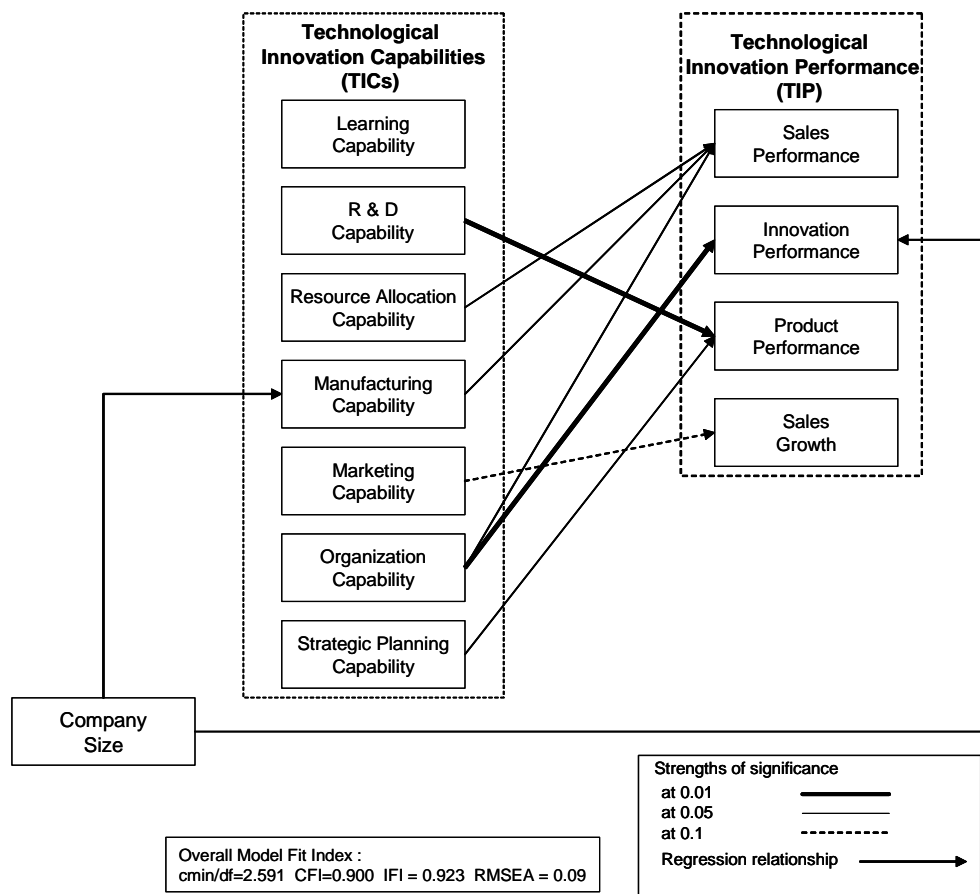 Technological
Innovation Capabilities
(TICs)
Learning
Capability
R & D
Capability
Resource Allocation
Capability
Manufacturing
Capability
Marketing
Capability
Organization
Capability
Strategic Planning
Capability
Technological
Innovation Performance
(TIP)
Sales
Performance
Innovation
Performance
Product
Performance
Sales
Growth
Company
Size
Strengths of significance
at 0.01
at 0.05
at 0.1
Regression relationship
Overall Model Fit Index :
cmin/df=2.591 CFI=0.900 IFI = 0.923 RMSEA = 0.09